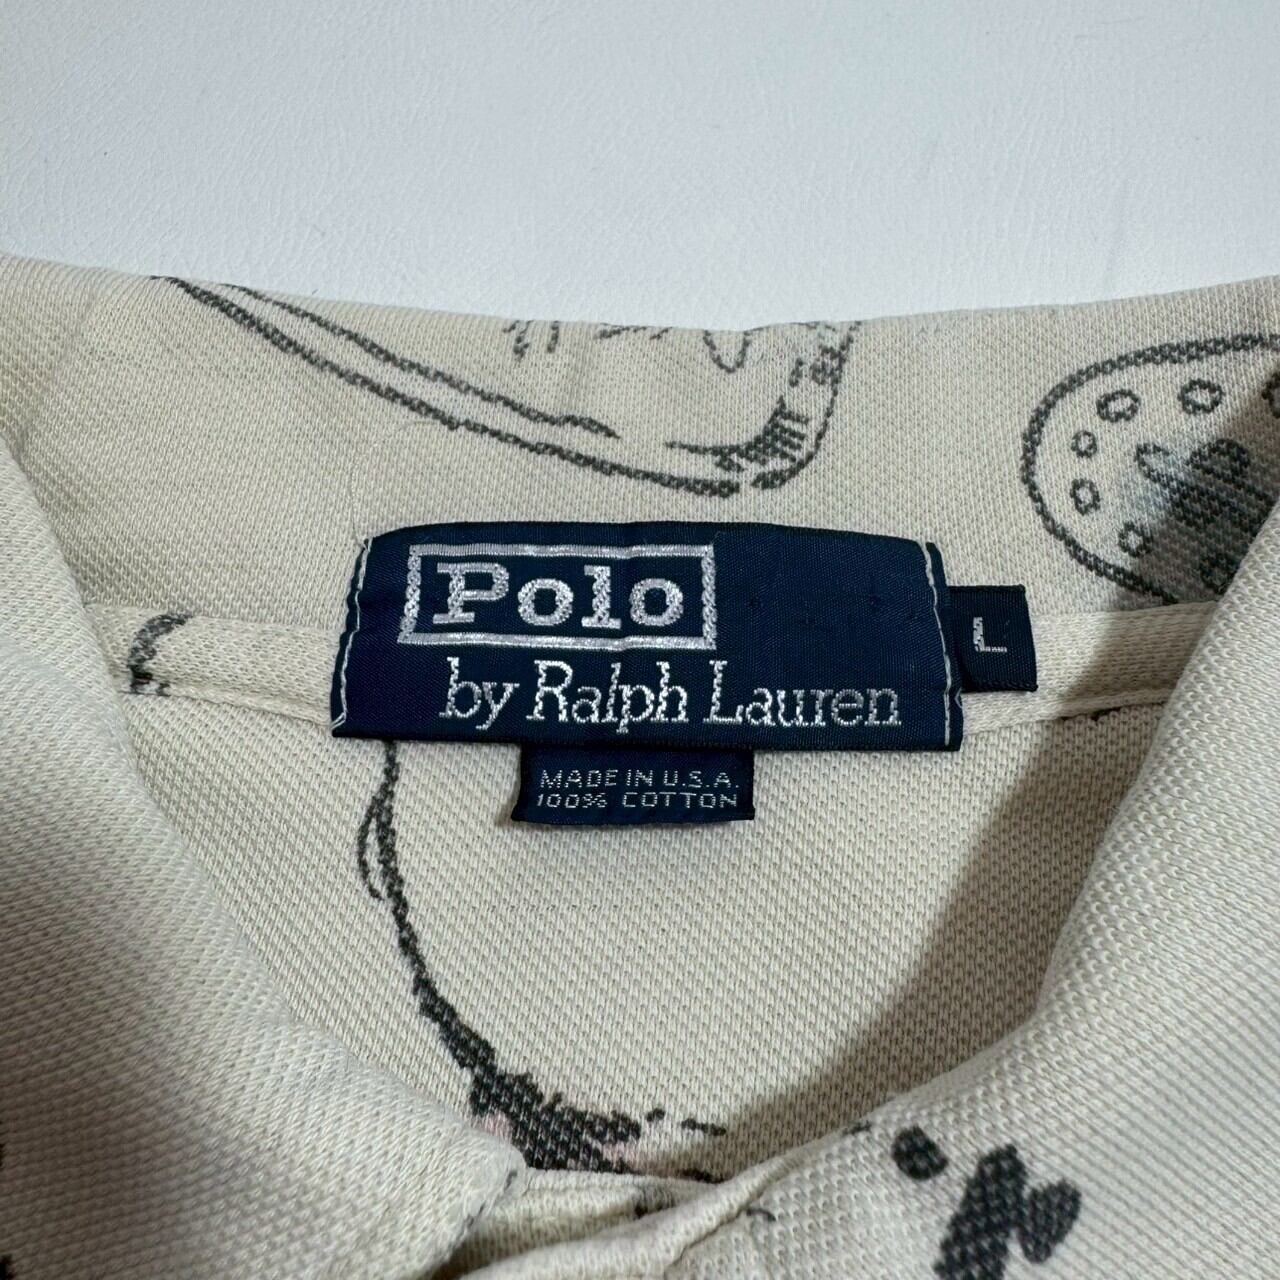 Polo
by Ralph Lauren
L
MADE IN U.S.A.
100% COTTON